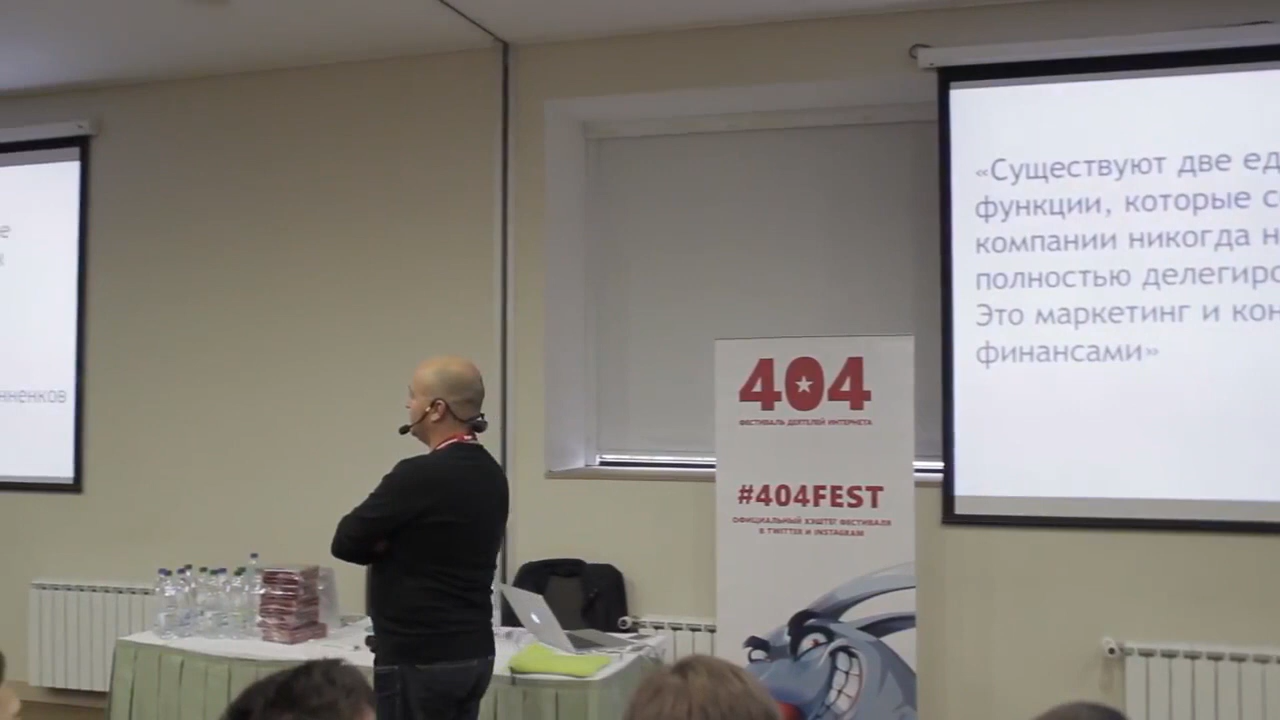 404
ФЕСТИВАЛЬ ДЕЯТЕЛЕЙ ИНТЕРНЕТА
#404FEST
ОФИЦИАЛЬНЫЙ ХЭШТЕГ ФЕСТИВАЛЯ
В TWITTER И INSTAGRAM
«Существуют две ед
функции, которые с
компании никогда н
полностью делегиро
Это маркетинг и кон
финансами»